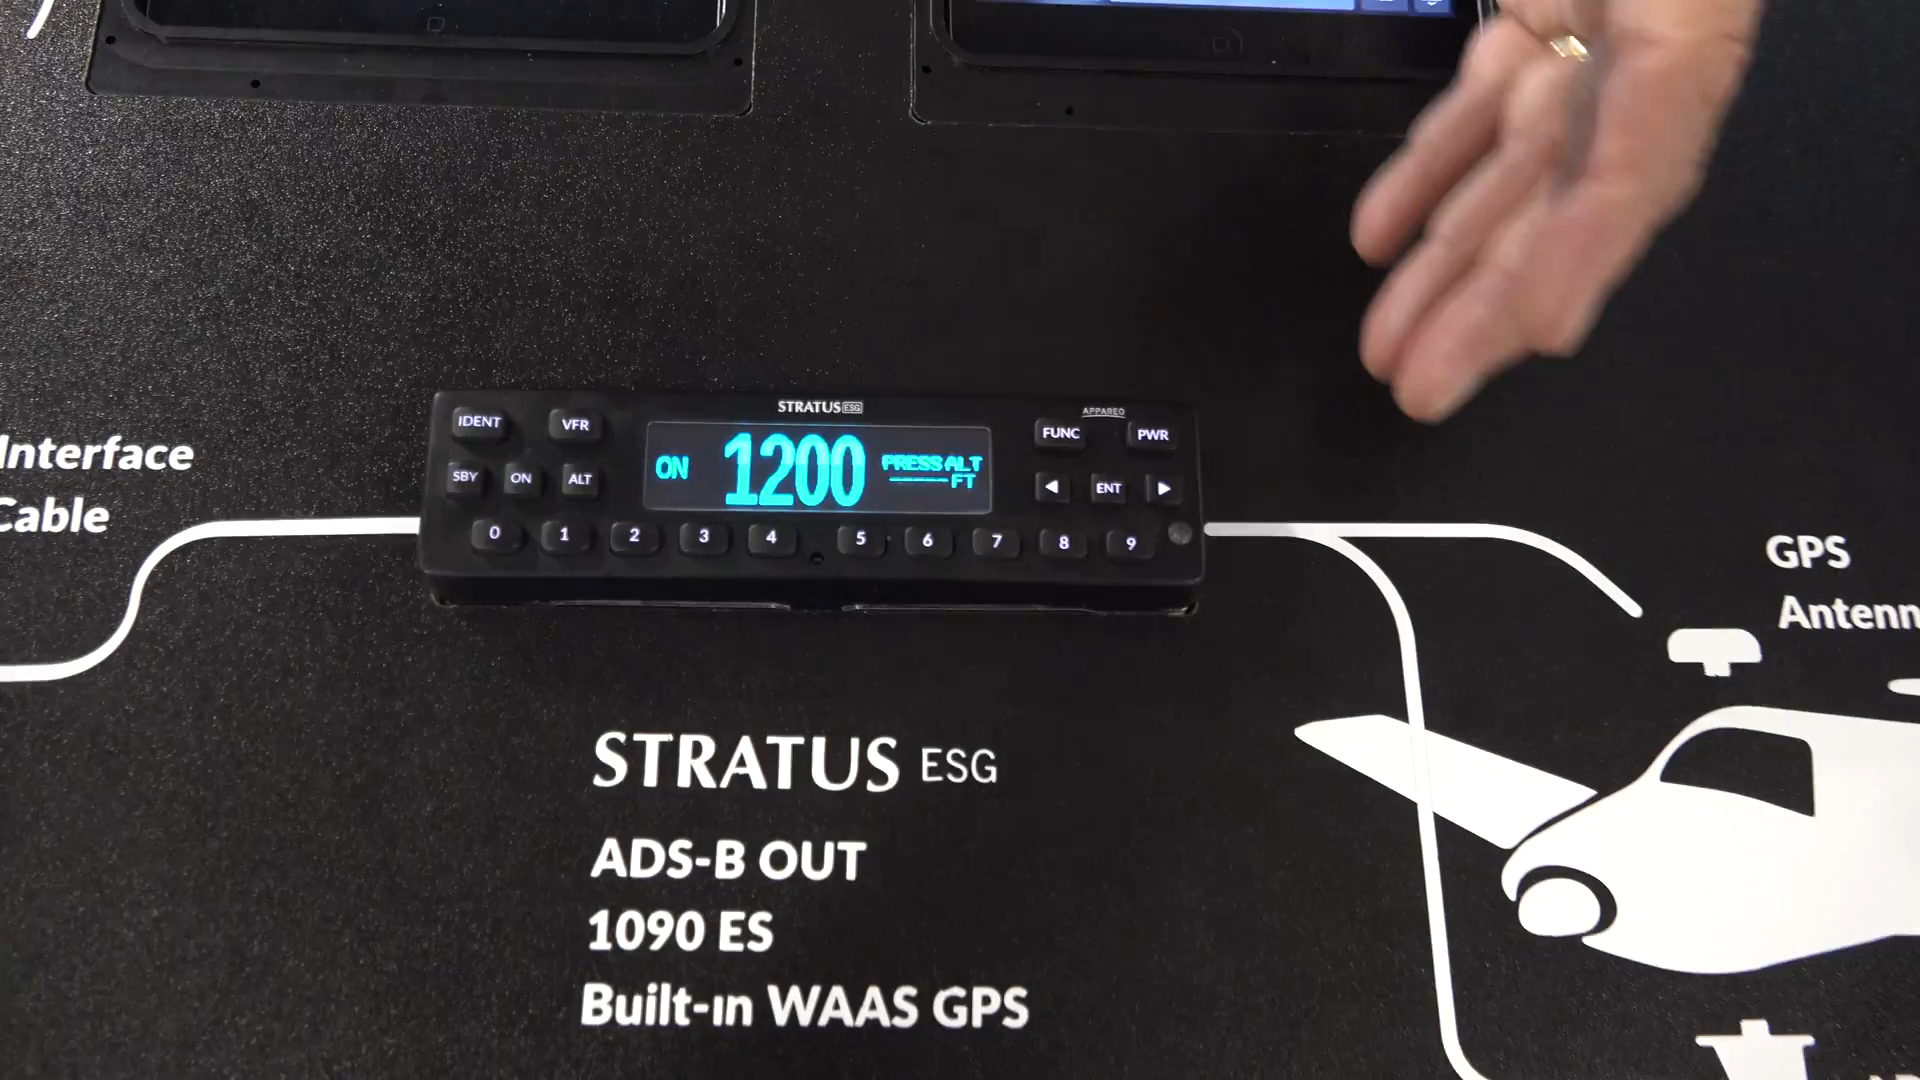 Interface
Cable
STRATUS ESG
APPAREO
IDENT VFR
FUNC PWR
SBY ON ALT
ON 1200 PRESS ALT
-----FT
ENT
0 1 2 3 4 5 6 7 8 9
GPS
Antenn
STRATUS ESG
ADS-B OUT
1090 ES
Built-in WAAS GPS